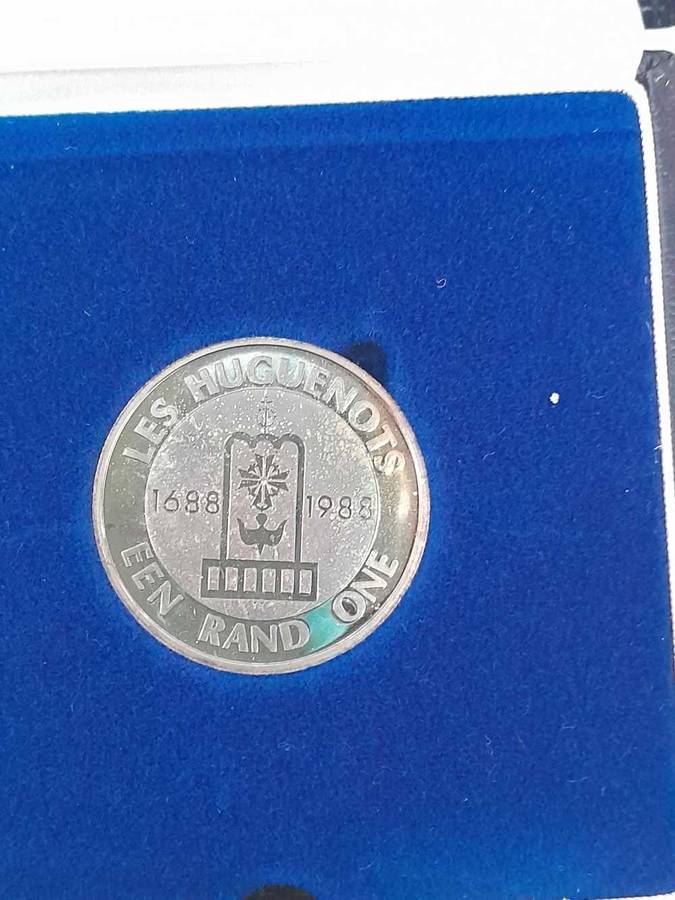 LES HUGUENOTS
1688 1988
EEN RAND ONE